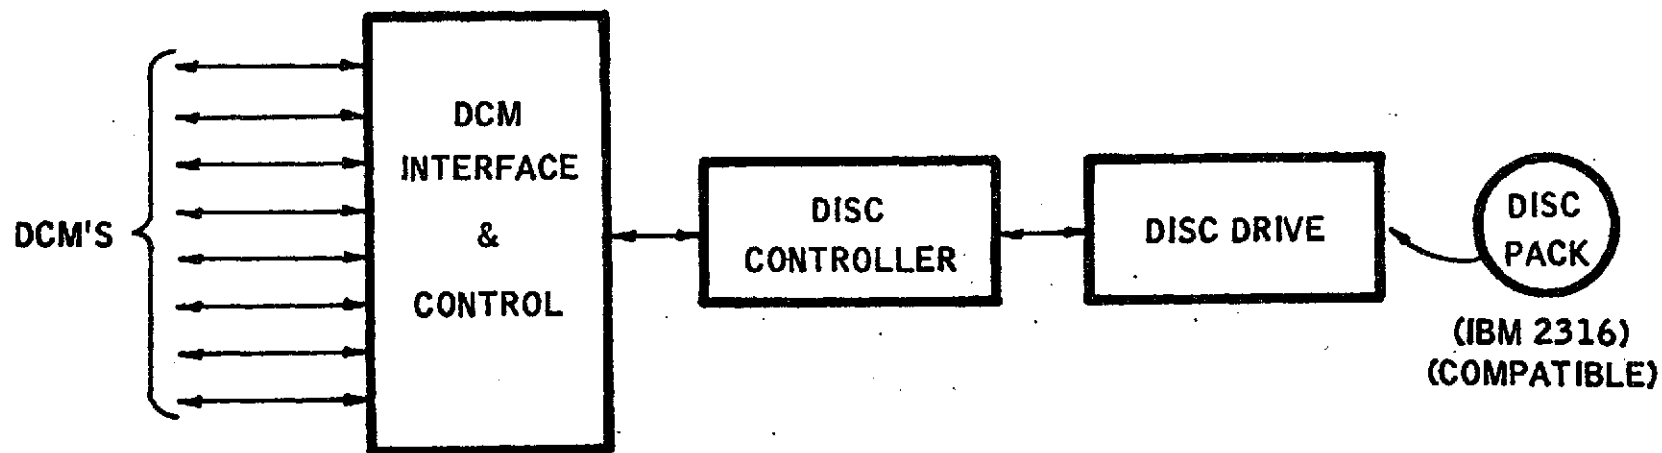 DCM'S
DCM
INTERFACE
&
CONTROL
DISC
CONTROLLER
DISC DRIVE
DISC
PACK
(IBM 2316)
(COMPATIBLE)